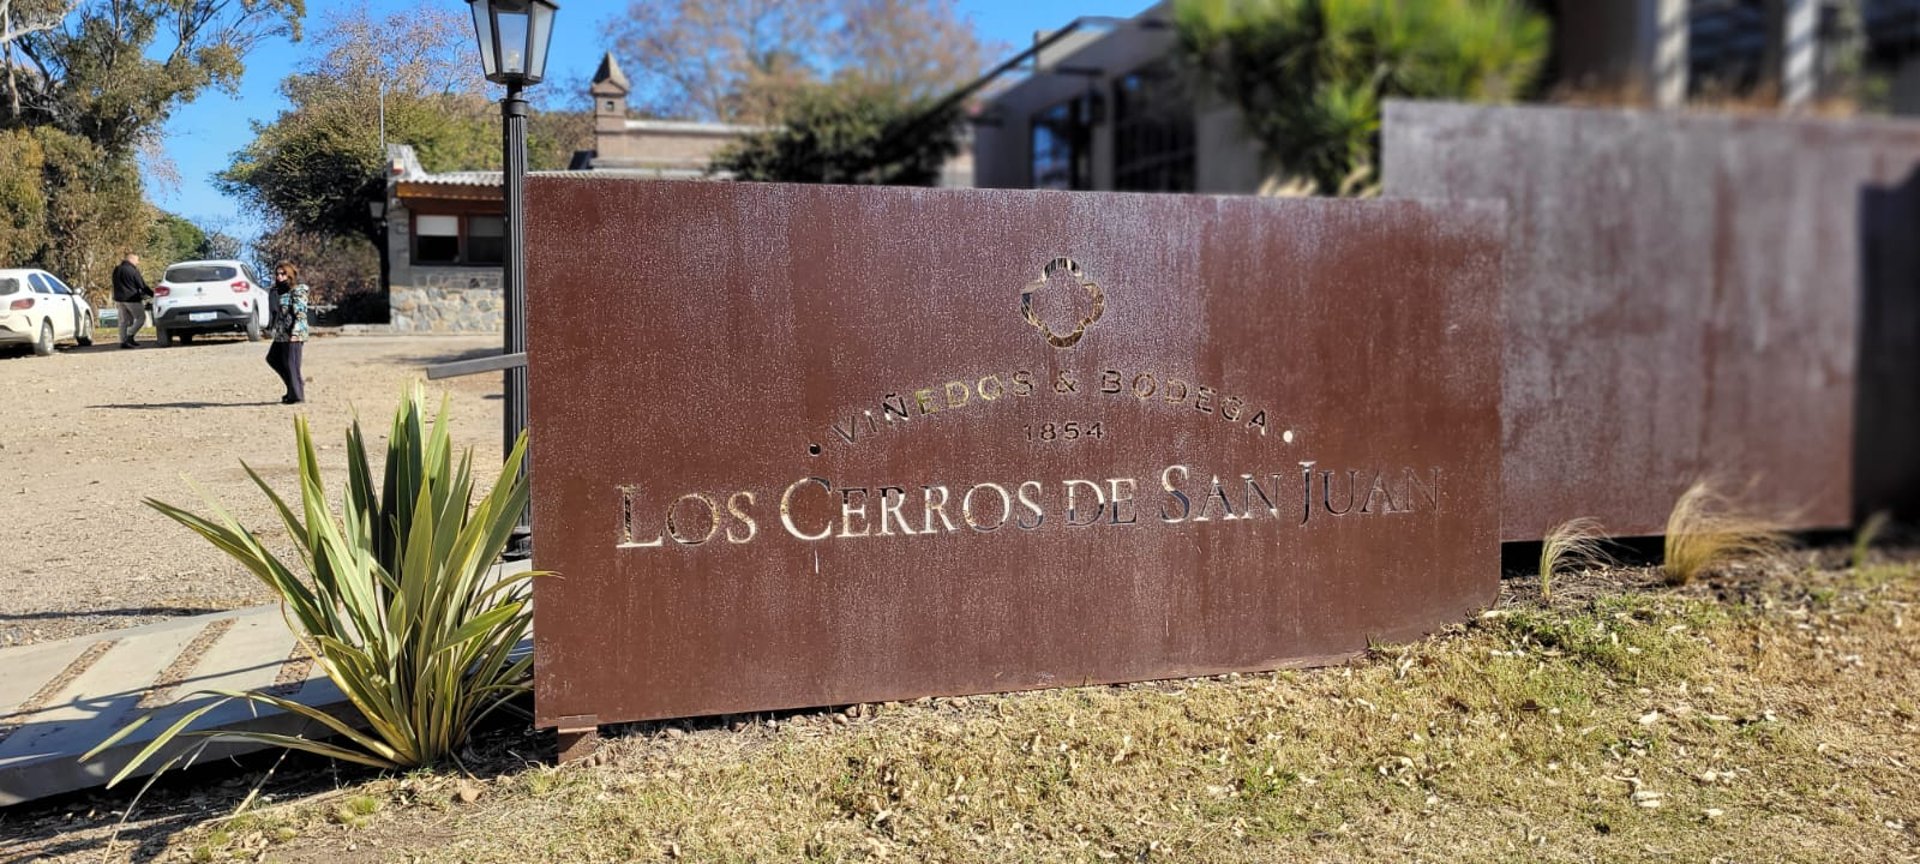 • VIÑEDOS & BODEGA •
1854
LOS CERROS DE SAN JUAN